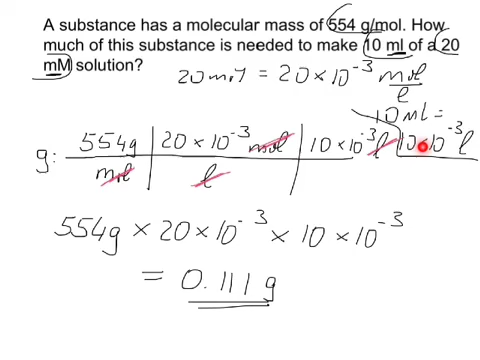 A substance has a molecular mass of 554 g/mol. How
much of this substance is needed to make 10 ml of a 20
mM solution?
20 mM = 20 × 10⁻³ mol/l
10 ml =
10 × 10⁻³ l
g: 554g/mol | 20 × 10⁻³ mol/l | 10 × 10⁻³ l
554g × 20 × 10⁻³ × 10 × 10⁻³
= 0.111 g